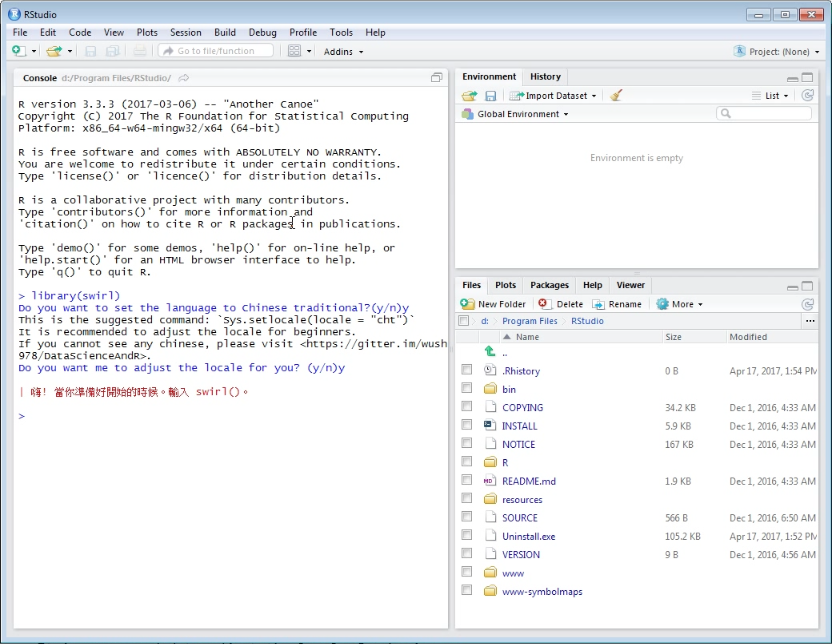 RStudio
File Edit Code View Plots Session Build Debug Profile Tools Help
Go to file/function Addins Project: (None)
Console d:/Program Files/RStudio/
R version 3.3.3 (2017-03-06) -- "Another Canoe"
Copyright (C) 2017 The R Foundation for Statistical Computing
Platform: x86_64-w64-mingw32/x64 (64-bit)
R is free software and comes with ABSOLUTELY NO WARRANTY.
You are welcome to redistribute it under certain conditions.
Type 'license()' or 'licence()' for distribution details.
R is a collaborative project with many contributors.
Type 'contributors()' for more information and
'citation()' on how to cite R or R packages in publications.
Type 'demo()' for some demos, 'help()' for on-line help, or
'help.start()' for an HTML browser interface to help.
Type 'q()' to quit R.
> library(swirl)
Do you want to set the language to Chinese traditional?(y/n)y
This is the suggested command: `Sys.setlocale(locale = "cht")`
It is recommended to adjust the locale for beginners.
If you cannot see any chinese, please visit <https://gitter.im/wush
978/DataScienceAndR>.
Do you want me to adjust the locale for you? (y/n)y
| 嗨! 當你準備好開始的時候。輸入 swirl()。
>
Environment History
Import Dataset List
Global Environment
Environment is empty
Files Plots Packages Help Viewer
New Folder Delete Rename More
d: Program Files RStudio ...
Name Size Modified
..
.Rhistory 0 B Apr 17, 2017, 1:54 PM
bin
COPYING 34.2 KB Dec 1, 2016, 4:33 AM
INSTALL 5.9 KB Dec 1, 2016, 4:33 AM
NOTICE 167 KB Dec 1, 2016, 4:33 AM
R
README.md 1.9 KB Dec 1, 2016, 4:33 AM
resources
SOURCE 566 B Dec 1, 2016, 6:50 AM
Uninstall.exe 105.2 KB Apr 17, 2017, 1:52 PM
VERSION 9 B Dec 1, 2016, 4:56 AM
www
www-symbolmaps